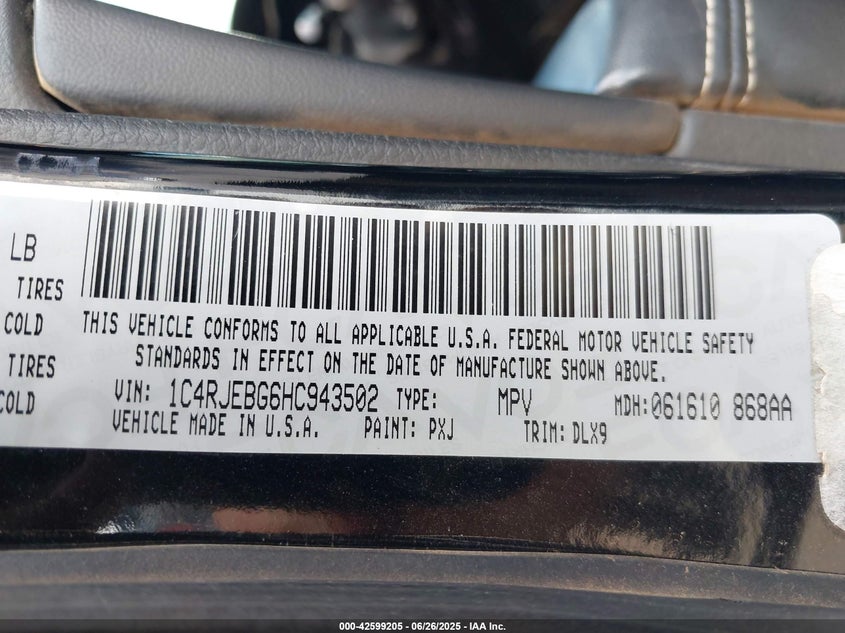 LB
TIRES
COLD
TIRES
COLD
THIS VEHICLE CONFORMS TO ALL APPLICABLE U.S.A. FEDERAL MOTOR VEHICLE SAFETY
STANDARDS IN EFFECT ON THE DATE OF MANUFACTURE SHOWN ABOVE.
VIN: 1C4RJEBG6HC943502 TYPE: MPV MDH:061610 868AA
VEHICLE MADE IN U.S.A. PAINT: PXJ TRIM: DLX9
000-42599205 - 06/26/2025 - IAA Inc.